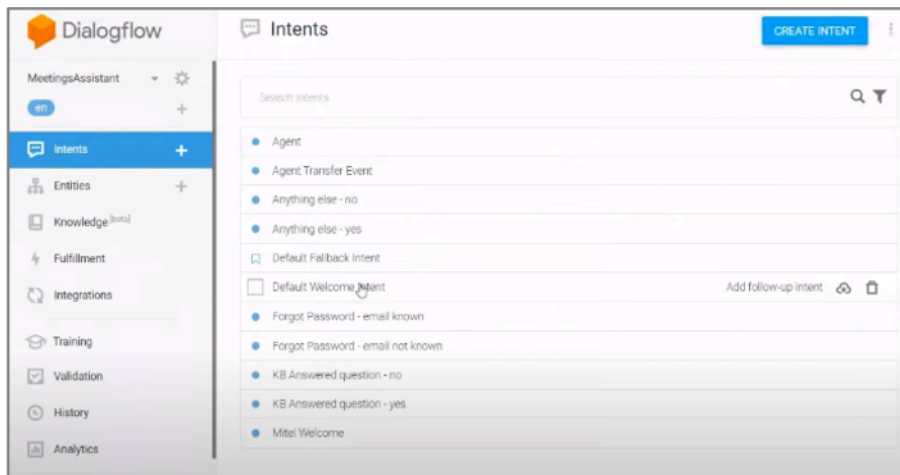 Dialogflow
MeetingsAssistant
en
Intents
Entities
Knowledge [beta]
Fulfillment
Integrations
Training
Validation
History
Analytics
Intents
CREATE INTENT
Search intents
Agent
Agent Transfer Event
Anything else - no
Anything else - yes
Default Fallback Intent
Default Welcome Intent Add follow-up intent
Forgot Password - email known
Forgot Password - email not known
KB Answered question - no
KB Answered question - yes
Mitel Welcome